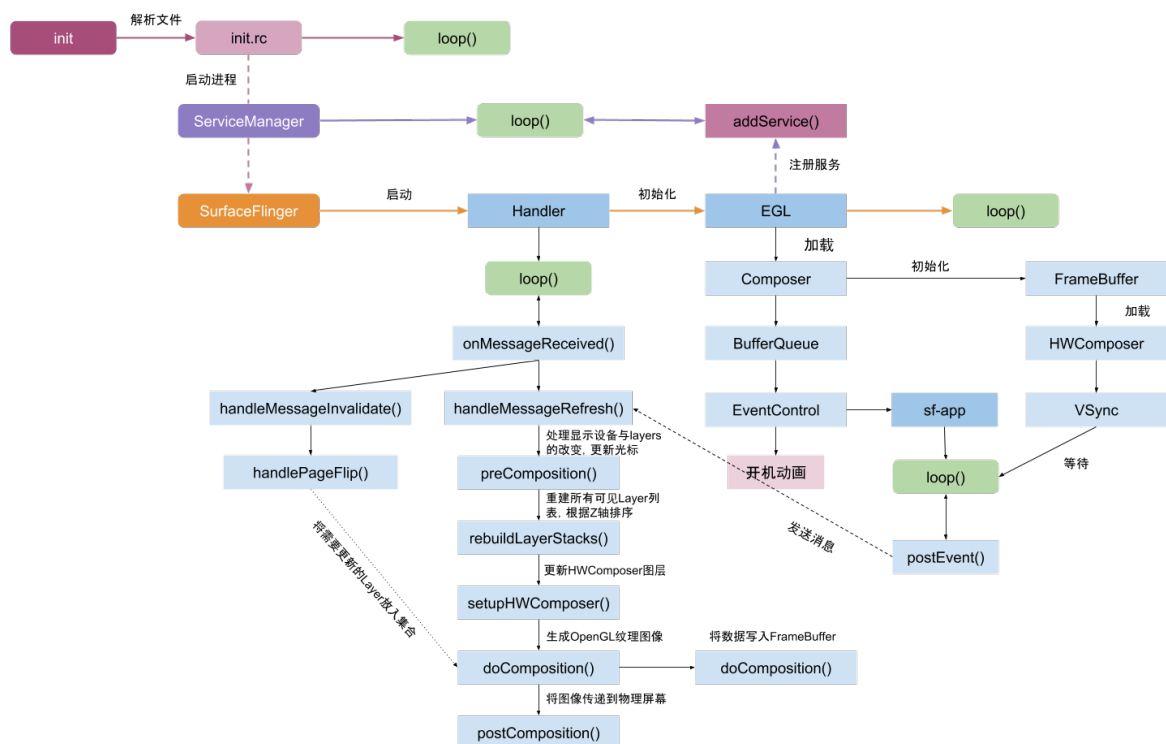 解析文件
init
init.rc
loop()
启动进程
ServiceManager
loop()
addService()
注册服务
SurfaceFlinger
启动
Handler
初始化
EGL
loop()
加载
loop()
Composer
初始化
FrameBuffer
加载
onMessageReceived()
BufferQueue
HWComposer
handleMessageInvalidate()
handleMessageRefresh()
EventControl
sf-app
VSync
处理显示设备与layers
的改变, 更新光标
handlePageFlip()
preComposition()
开机动画
等待
loop()
重建所有可见Layer列
表, 根据Z轴排序
将需要更新的Layer放入集合
rebuildLayerStacks()
发送消息
postEvent()
更新HWComposer图层
setupHWComposer()
生成OpenGL纹理图像
将数据写入FrameBuffer
doComposition()
doComposition()
将图像传递到物理屏幕
postComposition()